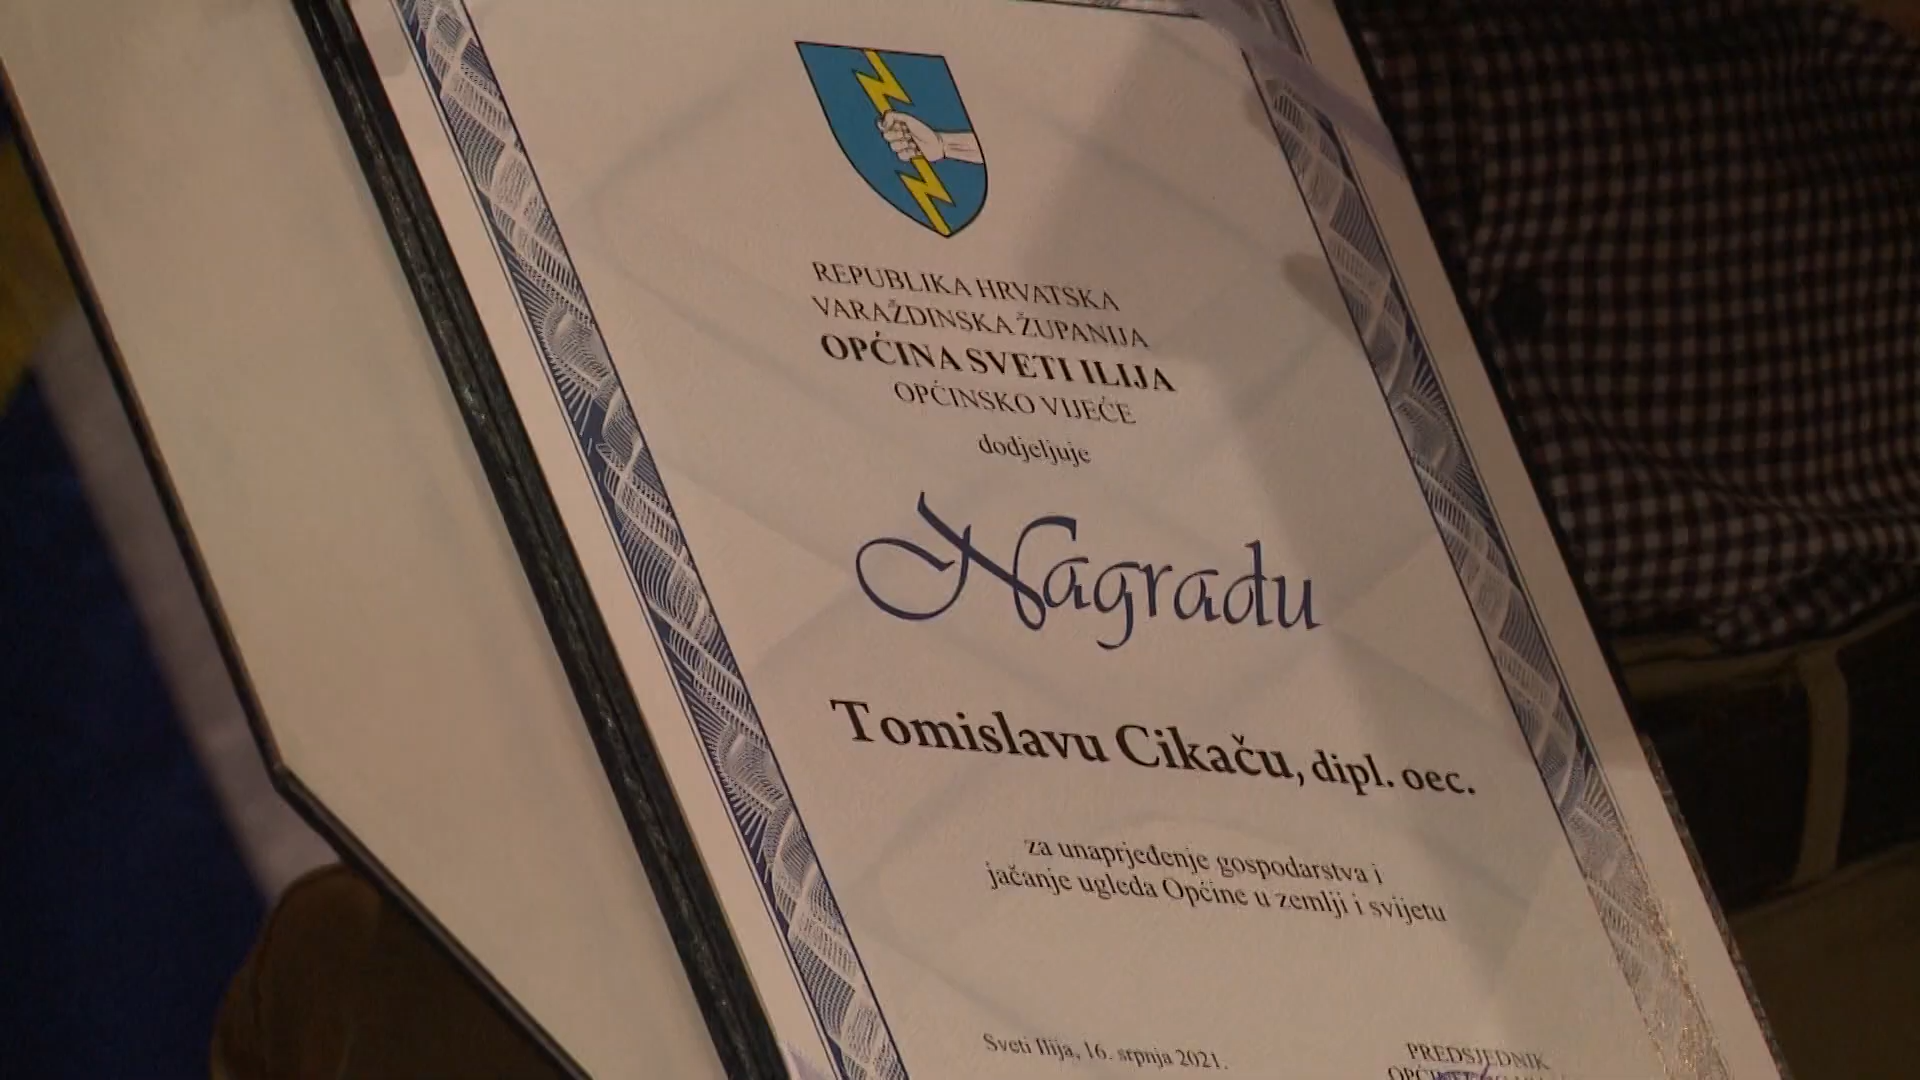 REPUBLIKA HRVATSKA
VARAŽDINSKA ŽUPANIJA
OPĆINA SVETI ILIJA
OPĆINSKO VIJEĆE
dodjeljuje
Nagradu
Tomislavu Cikaču, dipl. oec.
za unaprjeđenje gospodarstva i
jačanje ugleda Općine u zemlji i svijetu
Sveti Ilija, 16. srpnja 2021.
PREDSJEDNIK